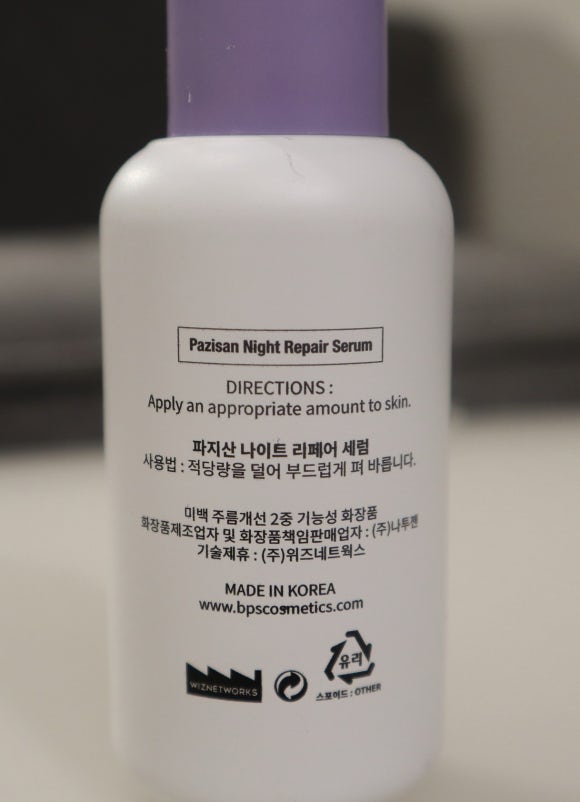 Pazisan Night Repair Serum
DIRECTIONS :
Apply an appropriate amount to skin.
파지산 나이트 리페어 세럼
사용법 : 적당량을 덜어 부드럽게 펴 바릅니다.
미백 주름개선 2중 기능성 화장품
화장품제조업자 및 화장품책임판매업자 : (주)나투젠
기술제휴 : (주)위즈네트웍스
MADE IN KOREA
www.bpscosmetics.com
WIZNETWORKS
유리
스포이드 : OTHER